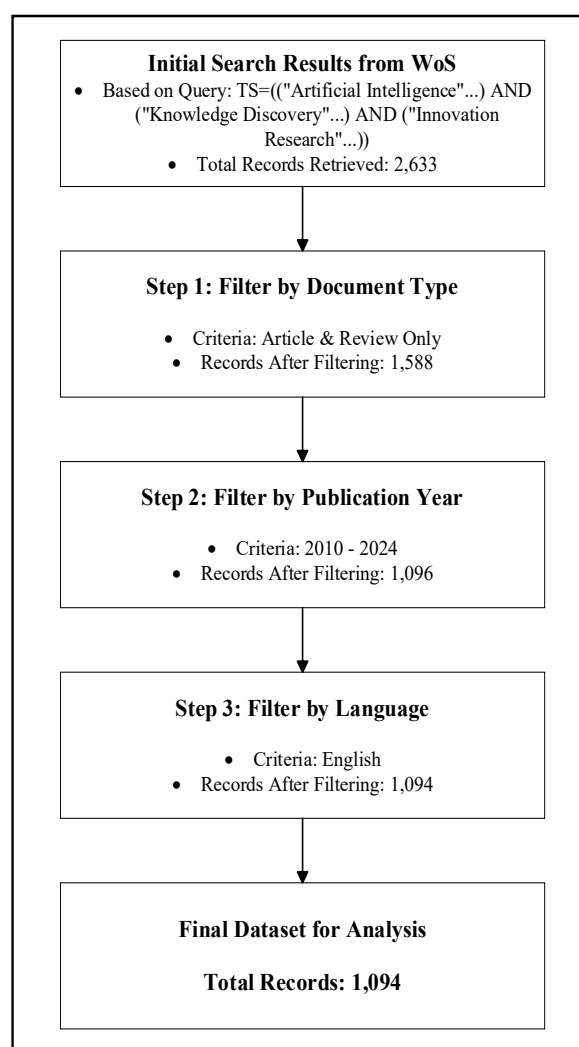 Initial Search Results from WoS
• Based on Query: TS=(("Artificial Intelligence"...) AND
("Knowledge Discovery"...) AND ("Innovation
Research"...))
• Total Records Retrieved: 2,633
Step 1: Filter by Document Type
• Criteria: Article & Review Only
• Records After Filtering: 1,588
Step 2: Filter by Publication Year
• Criteria: 2010 - 2024
• Records After Filtering: 1,096
Step 3: Filter by Language
• Criteria: English
• Records After Filtering: 1,094
Final Dataset for Analysis
Total Records: 1,094